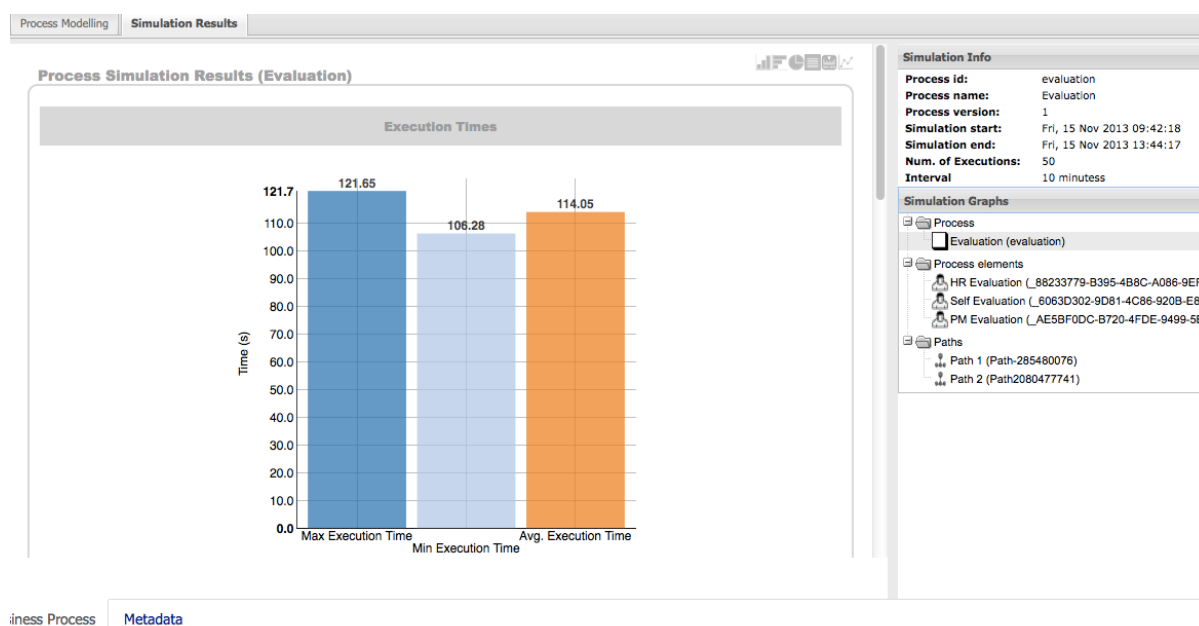 Process Modelling
Simulation Results
Process Simulation Results (Evaluation)
Execution Times
121.65
106.28
114.05
121.7
110.0
100.0
90.0
80.0
70.0
60.0
50.0
40.0
30.0
20.0
10.0
0.0
Time (s)
Max Execution Time
Min Execution Time
Avg. Execution Time
Simulation Info
Process id: evaluation
Process name: Evaluation
Process version: 1
Simulation start: Fri, 15 Nov 2013 09:42:18
Simulation end: Fri, 15 Nov 2013 13:44:17
Num. of Executions: 50
Interval 10 minutess
Simulation Graphs
Process
Evaluation (evaluation)
Process elements
HR Evaluation (_88233779-B395-4B8C-A086-9EF
Self Evaluation (_6063D302-9D81-4C86-920B-E8
PM Evaluation (_AE5BF0DC-B720-4FDE-9499-5E
Paths
Path 1 (Path-285480076)
Path 2 (Path2080477741)
siness Process
Metadata